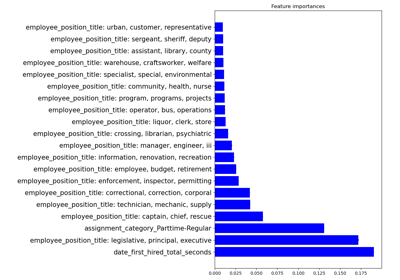 Feature importances
employee_position_title: urban, customer, representative
employee_position_title: sergeant, sheriff, deputy
employee_position_title: assistant, library, county
employee_position_title: warehouse, craftsworker, welfare
employee_position_title: specialist, special, environmental
employee_position_title: community, health, nurse
employee_position_title: program, programs, projects
employee_position_title: operator, bus, operations
employee_position_title: liquor, clerk, store
employee_position_title: crossing, librarian, psychiatric
employee_position_title: manager, engineer, iii
employee_position_title: information, renovation, recreation
employee_position_title: employee, budget, retirement
employee_position_title: enforcement, inspector, permitting
employee_position_title: correctional, correction, corporal
employee_position_title: technician, mechanic, supply
employee_position_title: captain, chief, rescue
assignment_category_Parttime-Regular
employee_position_title: legislative, principal, executive
date_first_hired_total_seconds
0.000 0.025 0.050 0.075 0.100 0.125 0.150 0.175